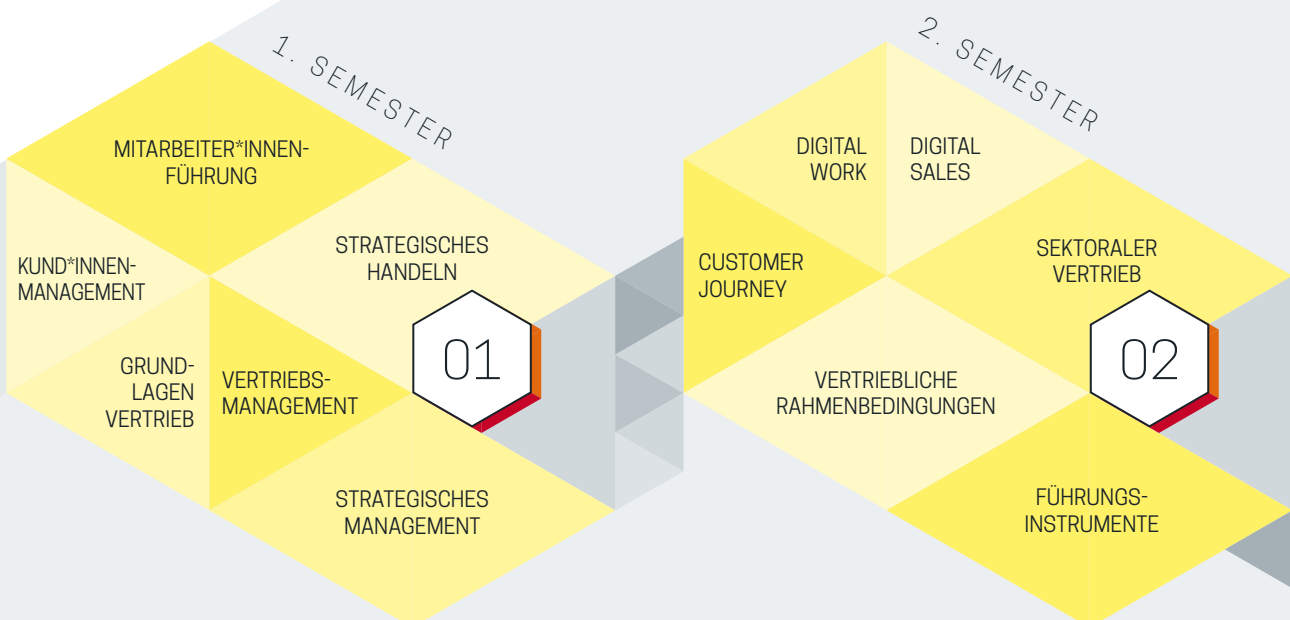 1. SEMESTER
MITARBEITER*INNEN-
FÜHRUNG
STRATEGISCHES
HANDELN
KUND*INNEN-
MANAGEMENT
GRUND-
LAGEN
VERTRIEB
VERTRIEBS-
MANAGEMENT
01
STRATEGISCHES
MANAGEMENT
2. SEMESTER
DIGITAL
WORK
DIGITAL
SALES
CUSTOMER
JOURNEY
SEKTORALER
VERTRIEB
VERTRIEBLICHE
RAHMENBEDINGUNGEN
02
FÜHRUNGS-
INSTRUMENTE